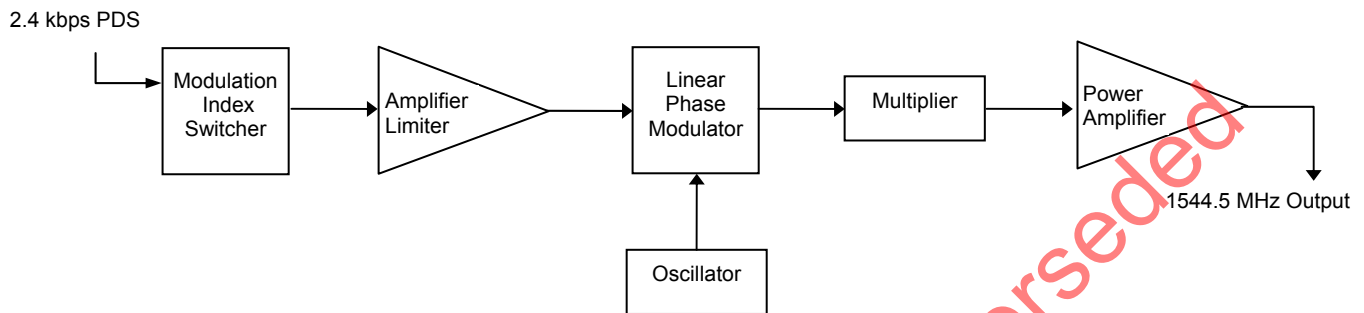 2.4 kbps PDS
Modulation
Index
Switcher
Amplifier
Limiter
Linear
Phase
Modulator
Multiplier
Power
Amplifier
1544.5 MHz Output
Oscillator
erseded